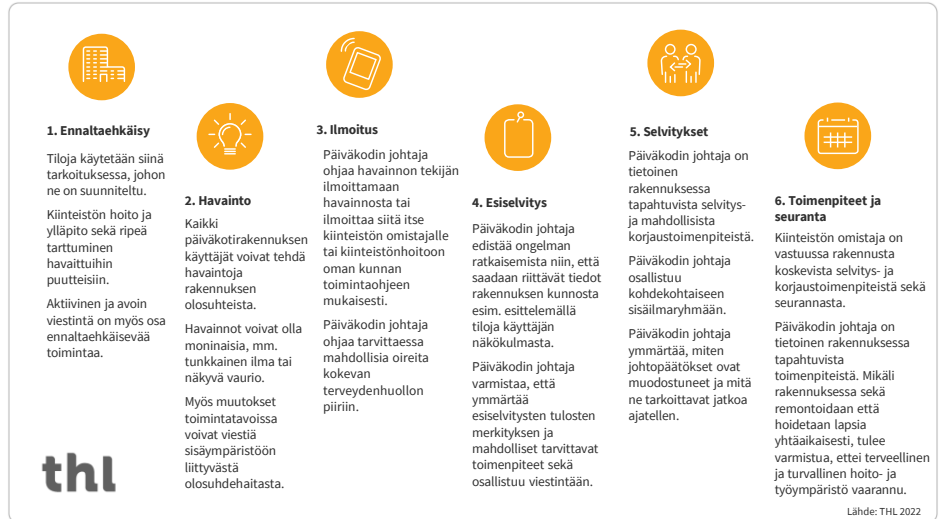 1. Ennaltaehkäisy
Tiloja käytetään siinä
tarkoituksessa, johon
ne on suunniteltu.
Kiinteistön hoito ja
ylläpito sekä ripeä
tarttuminen
havaittuihin
puutteisiin.
Aktiivinen ja avoin
viestintä on myös osa
ennaltaehkäisevää
toimintaa.
2. Havainto
Kaikki
päiväkotirakennuksen
käyttäjät voivat tehdä
havaintoja
rakennuksen
olosuhteista.
Havainnot voivat olla
moninaisia, mm.
tunkkainen ilma tai
näkyvä vaurio.
Myös muutokset
toimintatavoissa
voivat viestiä
sisäympäristöön
liittyvästä
olosuhdehaitasta.
3. Ilmoitus
Päiväkodin johtaja
ohjaa havainnon tekijän
ilmoittamaan
havainnosta tai
ilmoittaa siitä itse
kiinteistön omistajalle
tai kiinteistönhoitoon
oman kunnan
toimintaohjeen
mukaisesti.
Päiväkodin johtaja
ohjaa tarvittaessa
mahdollisia oireita
kokevan
terveydenhuollon
piiriin.
4. Esiselvitys
Päiväkodin johtaja
edistää ongelman
ratkaisemista niin, että
saadaan riittävät tiedot
rakennuksen kunnosta
esim. esittelemällä
tiloja käyttäjän
näkökulmasta.
Päiväkodin johtaja
varmistaa, että
ymmärtää
esiselvitysten tulosten
merkityksen ja
mahdolliset tarvittavat
toimenpiteet sekä
osallistuu viestintään.
5. Selvitykset
Päiväkodin johtaja on
tietoinen
rakennuksessa
tapahtuvista selvitys-
ja mahdollisista
korjaustoimenpiteistä.
Päiväkodin johtaja
osallistuu
kohdekohtaiseen
sisäilmaryhmään.
Päiväkodin johtaja
ymmärtää, miten
johtopäätökset ovat
muodostuneet ja mitä
ne tarkoittavat jatkoa
ajatellen.
6. Toimenpiteet ja
seuranta
Kiinteistön omistaja on
vastuussa rakennusta
koskevista selvitys- ja
korjaustoimenpiteistä sekä
seurannasta.
Päiväkodin johtaja on
tietoinen rakennuksessa
tapahtuvista
toimenpiteistä. Mikäli
rakennuksessa sekä
remontoidaan että
hoidetaan lapsia
yhtäaikaisesti, tulee
varmistua, ettei terveellinen
ja turvallinen hoito- ja
työympäristö vaarannu.
thl
Lähde: THL 2022